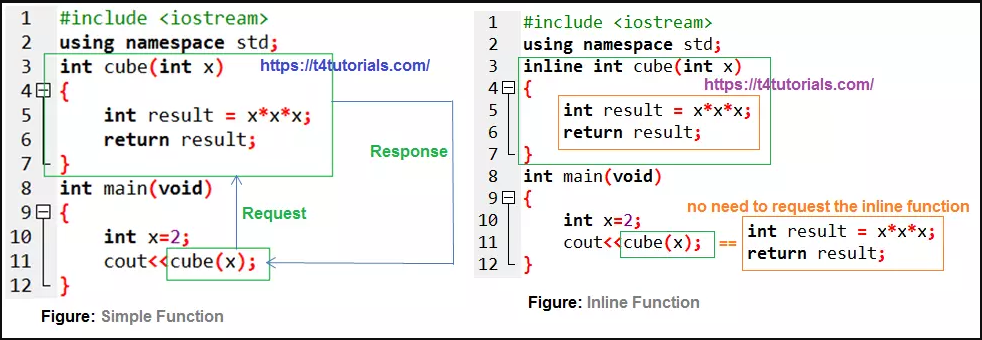 1 #include <iostream>
2 using namespace std;
3 int cube(int x) https://t4tutorials.com/
4 {
5 int result = x*x*x;
6 return result;
7 }
Response
8 int main(void)
Request
9 {
10 int x=2;
11 cout<<cube(x);
12 }
Figure: Simple Function
1 #include <iostream>
2 using namespace std;
3 inline int cube(int x)
https://t4tutorials.com/
4 {
5 int result = x*x*x;
6 return result;
7 }
8 int main(void)
9 {
no need to request the inline function
10 int x=2;
11 cout<<cube(x); == int result = x*x*x;
return result;
12 }
Figure: Inline Function